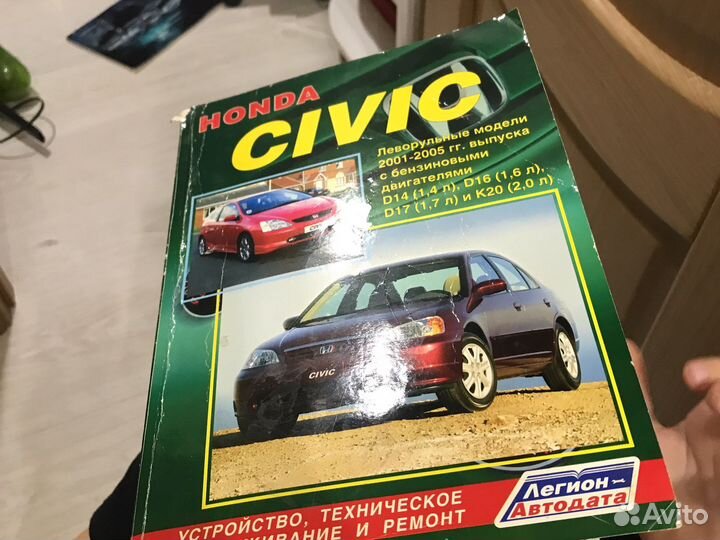 HONDA
CIVIC
Леворульные модели
2001-2005 гг. выпуска
с бензиновыми
двигателями
D14 (1,4 л), D16 (1,6 л),
D17 (1,7 л) и K20 (2,0 л)
CIVIC
УСТРОЙСТВО, ТЕХНИЧЕСКОЕ
ЖИВАНИЕ И РЕМОНТ
Легион
Автодата
Avito